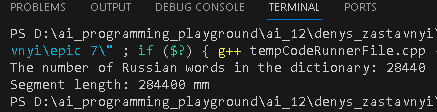 PROBLEMS OUTPUT DEBUG CONSOLE TERMINAL PORTS
PS D:\ai_programming_playground\ai_12\denys_zastavnyi\
vnyi\epic 7\" ; if ($?) { g++ tempCodeRunnerFile.cpp
The number of Russian words in the dictionary: 28440
Segment length: 284400 mm
PS D:\ai_programming_playground\ai_12\denys_zastavnyi\